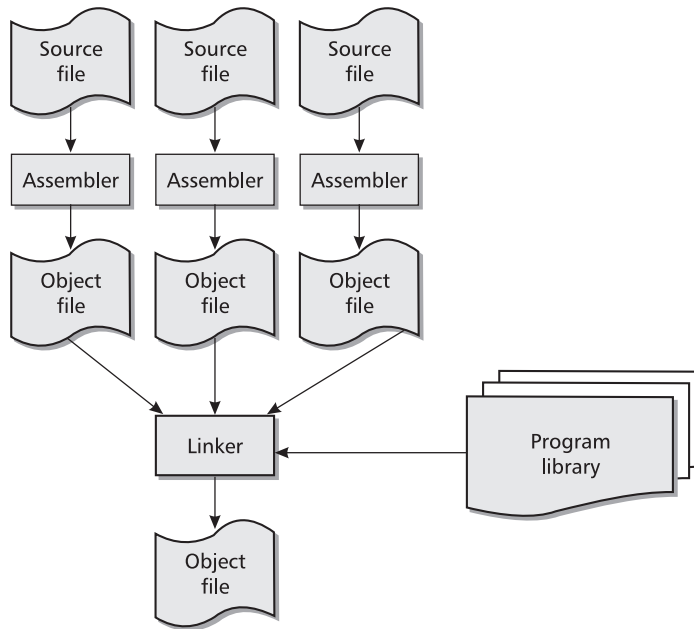 Source
file
Source
file
Source
file
Assembler
Assembler
Assembler
Object
file
Object
file
Object
file
Linker
Program
library
Object
file